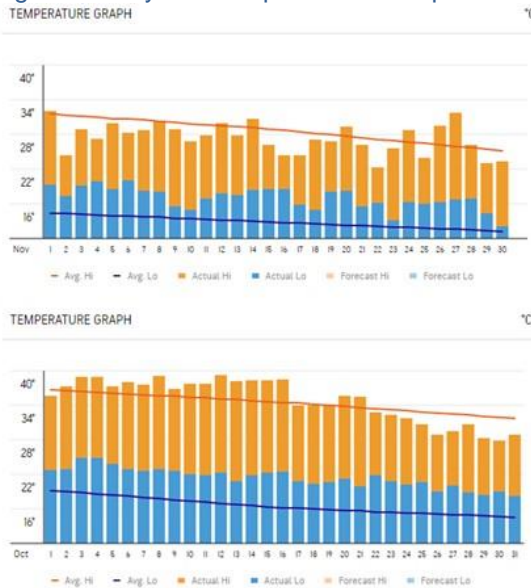 TEMPERATURE GRAPH
40°
34°
28°
22°
16°
Nov 1 2 3 4 5 6 7 8 9 10 11 12 13 14 15 16 17 18 19 20 21 22 23 24 25 26 27 28 29 30
Avg. Hi Avg. Lo Actual Hi Actual Lo Forecast Hi Forecast Lo
TEMPERATURE GRAPH
40°
34°
28°
22°
16°
Oct 1 2 3 4 5 6 7 8 9 10 11 12 13 14 15 16 17 18 19 20 21 22 23 24 25 26 27 28 29 30 31
Avg. Hi Avg. Lo Actual Hi Actual Lo Forecast Hi Forecast Lo